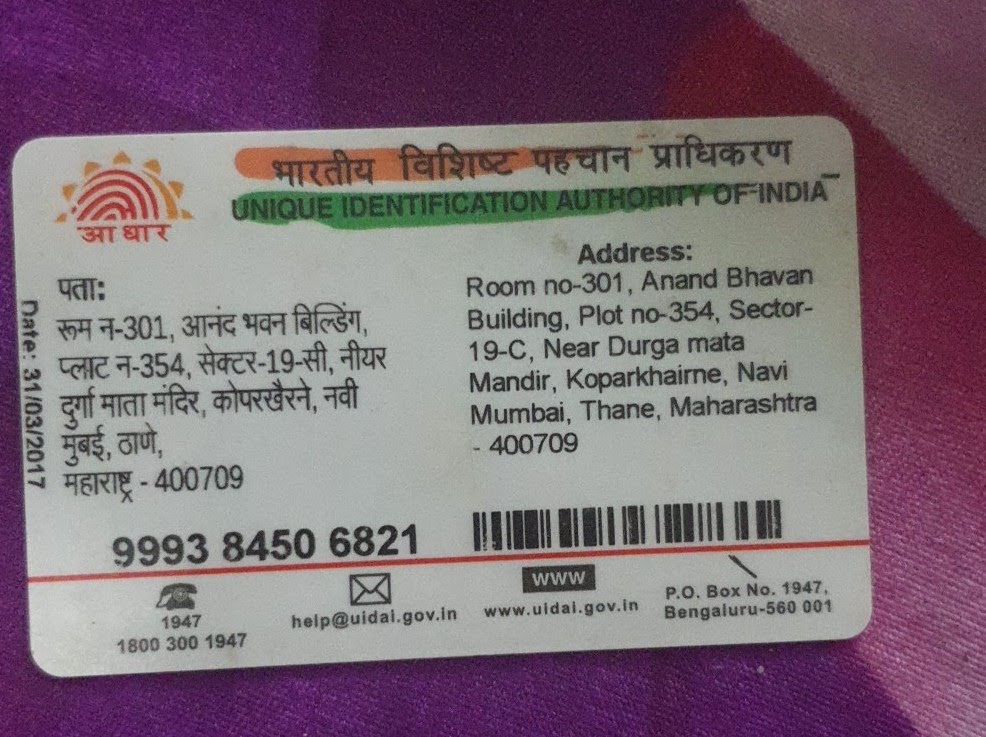 भारतीय विशिष्ट पहचान प्राधिकरण
UNIQUE IDENTIFICATION AUTHORITY OF INDIA
आधार
पता:
रूम न-301, आनंद भवन बिल्डिंग,
प्लाट न-354, सेक्टर-19-सी, नीयर
दुर्गा माता मंदिर, कोपरखैरने, नवी
मुंबई, ठाणे,
महाराष्ट्र - 400709
Address:
Room no-301, Anand Bhavan
Building, Plot no-354, Sector-
19-C, Near Durga mata
Mandir, Koparkhairne, Navi
Mumbai, Thane, Maharashtra
- 400709
Date: 31/03/2017
9993 8450 6821
1947
1800 300 1947
help@uidai.gov.in
www
www.uidai.gov.in
P.O. Box No. 1947,
Bengaluru-560 001